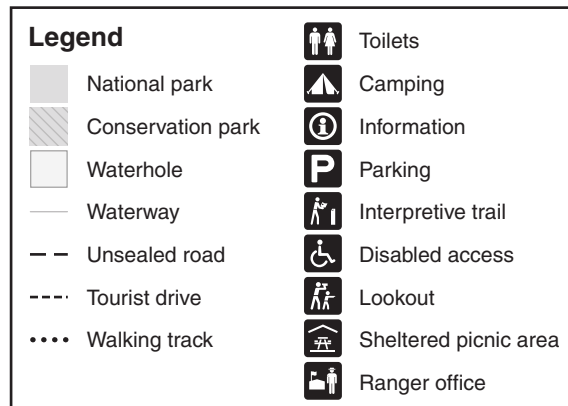 Legend
National park
Conservation park
Waterhole
Waterway
Unsealed road
Tourist drive
Walking track
Toilets
Camping
Information
P Parking
Interpretive trail
Disabled access
Lookout
Sheltered picnic area
Ranger office